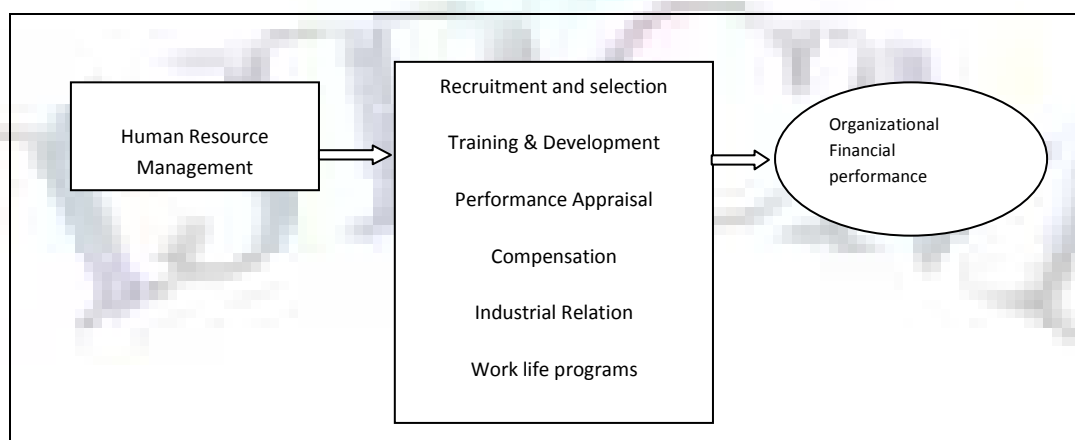 Human Resource
Management
Recruitment and selection
Training & Development
Performance Appraisal
Compensation
Industrial Relation
Work life programs
Organizational
Financial
performance